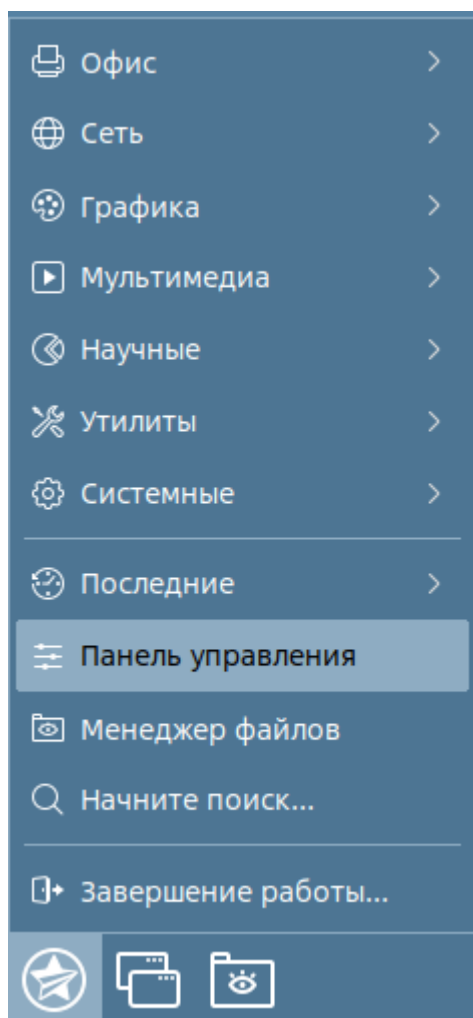 Офис
Сеть
Графика
Мультимедиа
Научные
Утилиты
Системные
Последние
Панель управления
Менеджер файлов
Начните поиск...
Завершение работы...